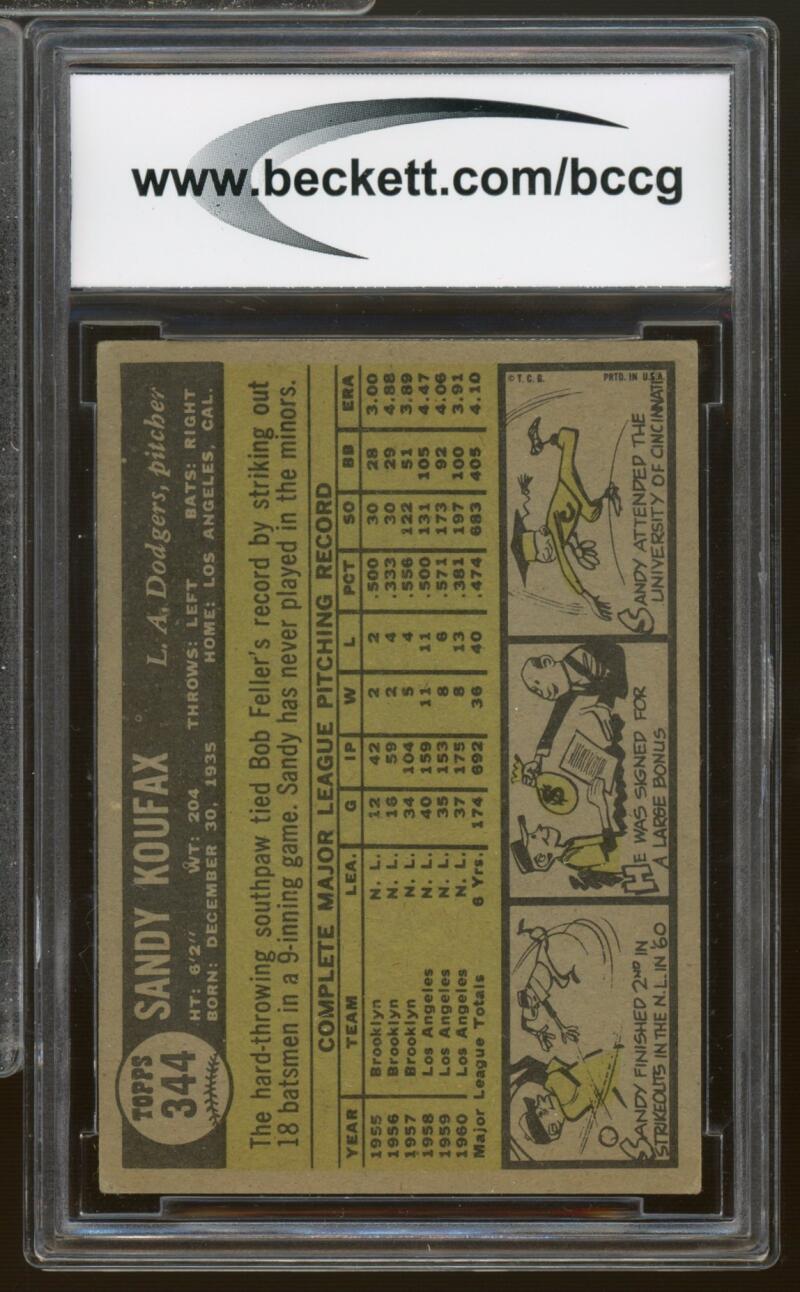 www.beckett.com/bccg
TOPPS
344
SANDY KOUFAX
L. A. Dodgers, pitcher
HT: 6'2" WT: 204 THROWS: LEFT BATS: RIGHT
BORN: DECEMBER 30, 1935 HOME: LOS ANGELES, CAL.
The hard-throwing southpaw tied Bob Feller's record by striking out
18 batsmen in a 9-inning game. Sandy has never played in the minors.
COMPLETE MAJOR LEAGUE PITCHING RECORD
YEAR TEAM LEA. G IP W L PCT SO BB ERA
1955 Brooklyn N. L. 12 42 2 2 .500 30 28 3.00
1956 Brooklyn N. L. 16 59 2 4 .333 30 29 4.88
1957 Brooklyn N. L. 34 104 5 4 .556 122 51 3.89
1958 Los Angeles N. L. 40 159 11 11 .500 131 105 4.47
1959 Los Angeles N. L. 35 153 8 6 .571 173 92 4.06
1960 Los Angeles N. L. 37 175 8 13 .381 197 100 3.91
Major League Totals 6 Yrs. 174 692 36 40 .474 683 405 4.10
SANDY FINISHED 2ND IN
STRIKEOUTS IN THE N.L. IN '60
$
HE WAS SIGNED FOR
A LARGE BONUS
© T. C. G. PRTD. IN U.S.A.
C
SANDY ATTENDED THE
UNIVERSITY OF CINCINNATI